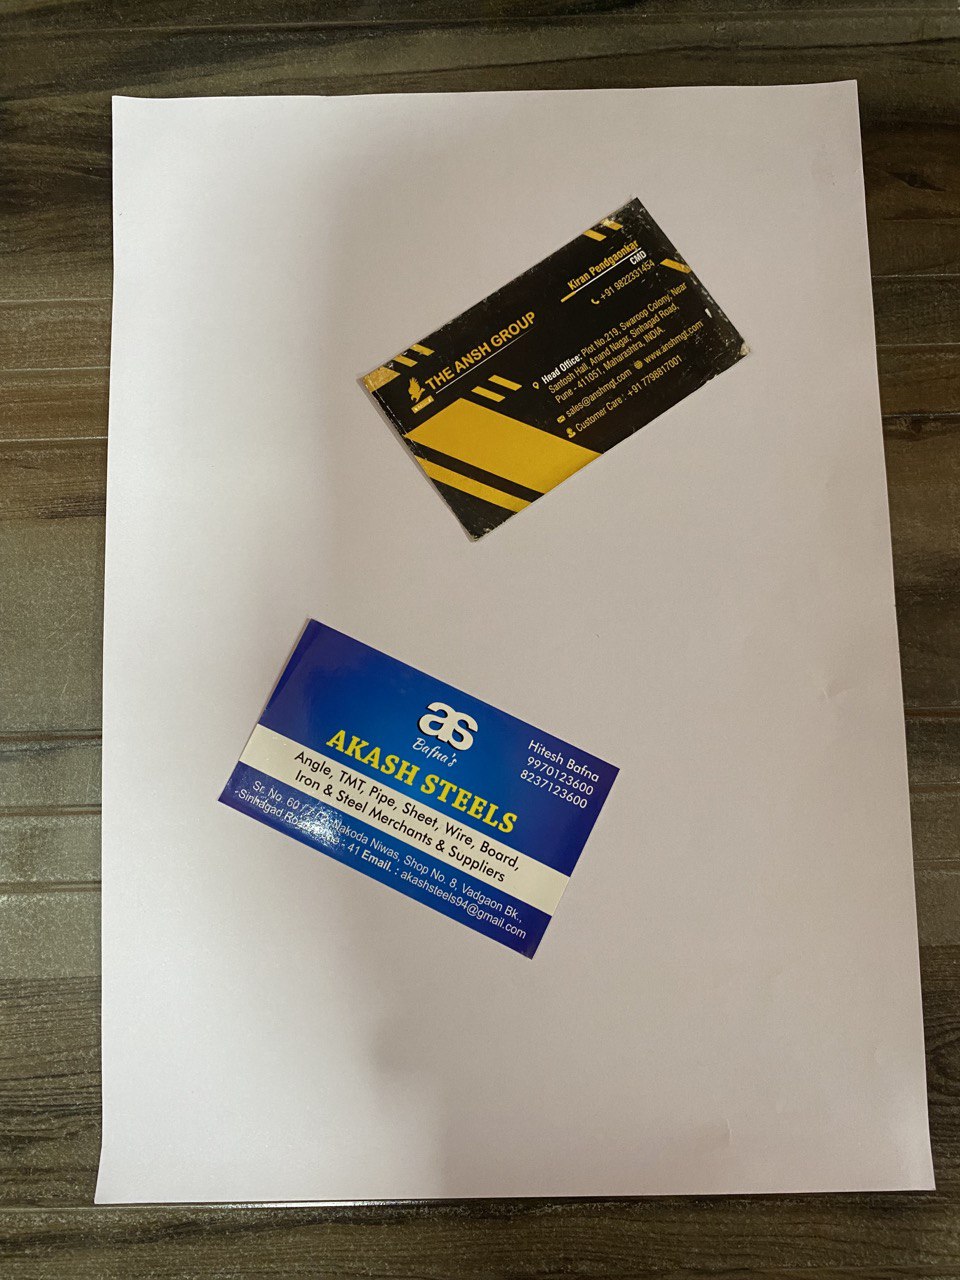 THE ANSH GROUP
Kiran Pendgaonkar
CMD
+91 9822331454
Head Office: Plot No.219, Swaroop Colony, Near
Santosh Hall, Anand Nagar, Sinhagad Road,
Pune - 411051, Maharashtra, INDIA.
sales@anshmgt.com www.anshmgt.com
Customer Care : +91 7798817001
as
Bafna's
AKASH STEELS
Hitesh Bafna
9970123600
8237123600
Angle, TMT, Pipe, Sheet, Wire, Board,
Iron & Steel Merchants & Suppliers
Sr. No. 60 Nakoda Niwas, Shop No. 8, Vadgaon Bk.,
Sinhagad Road, - 41 Email. : akashsteels94@gmail.com